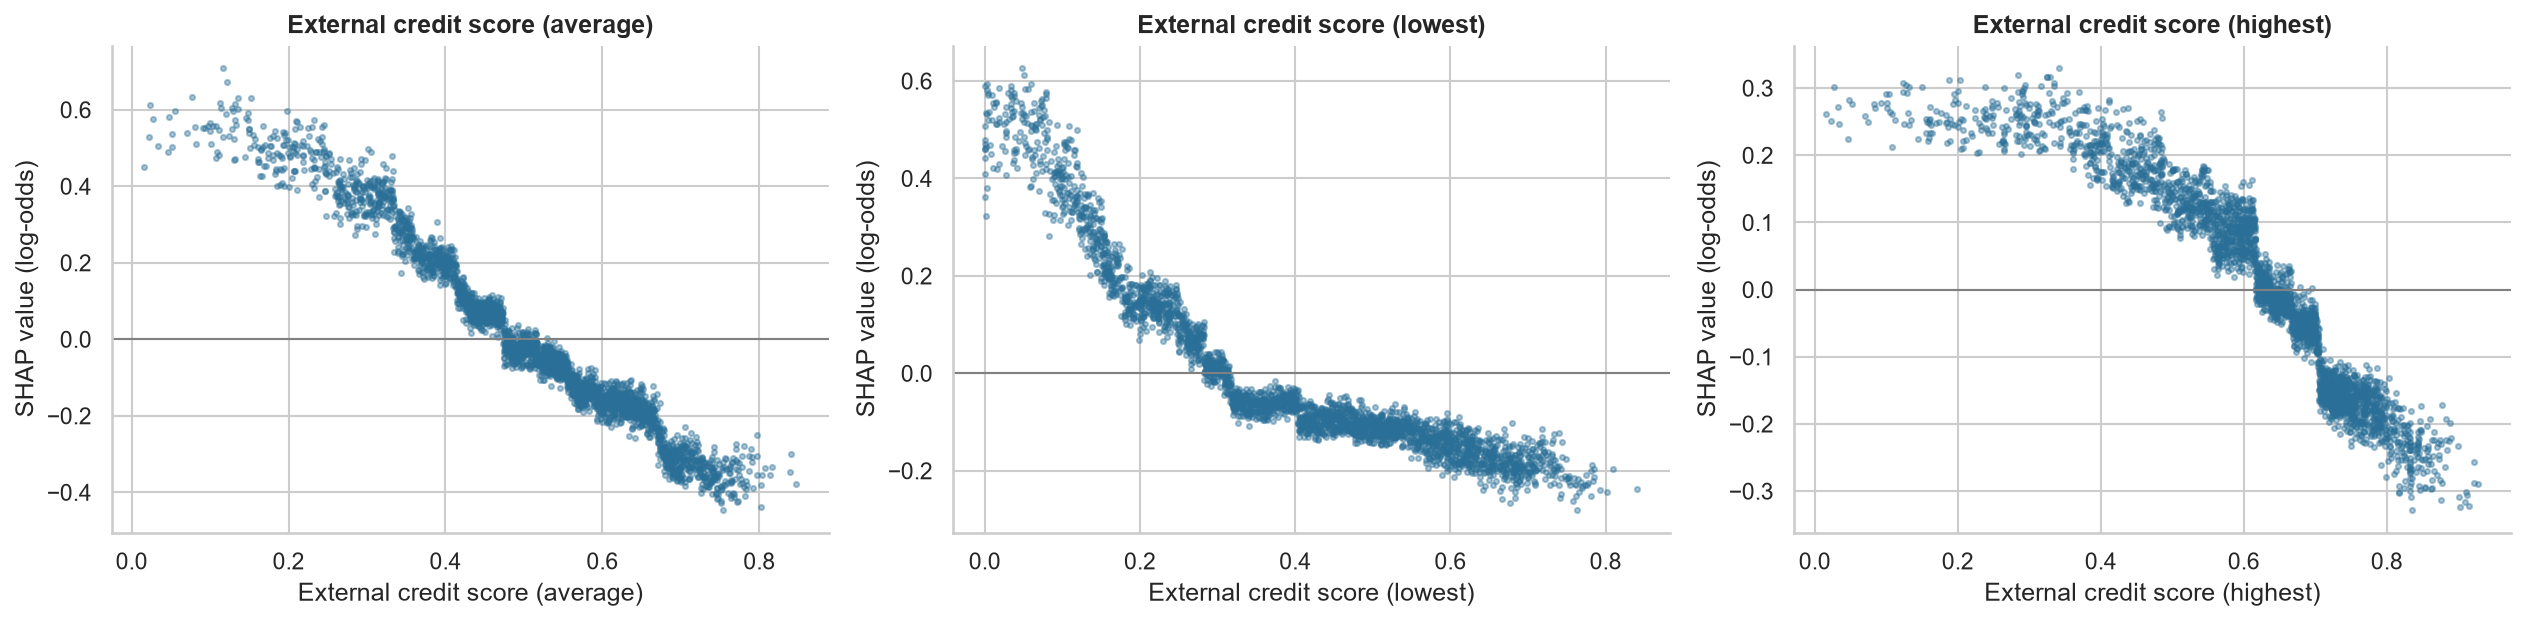 External credit score (average)
SHAP value (log-odds)
0.6
0.4
0.2
0.0
−0.2
−0.4
0.0 0.2 0.4 0.6 0.8
External credit score (average)
External credit score (lowest)
SHAP value (log-odds)
0.6
0.4
0.2
0.0
−0.2
0.0 0.2 0.4 0.6 0.8
External credit score (lowest)
External credit score (highest)
SHAP value (log-odds)
0.3
0.2
0.1
0.0
−0.1
−0.2
−0.3
0.0 0.2 0.4 0.6 0.8
External credit score (highest)